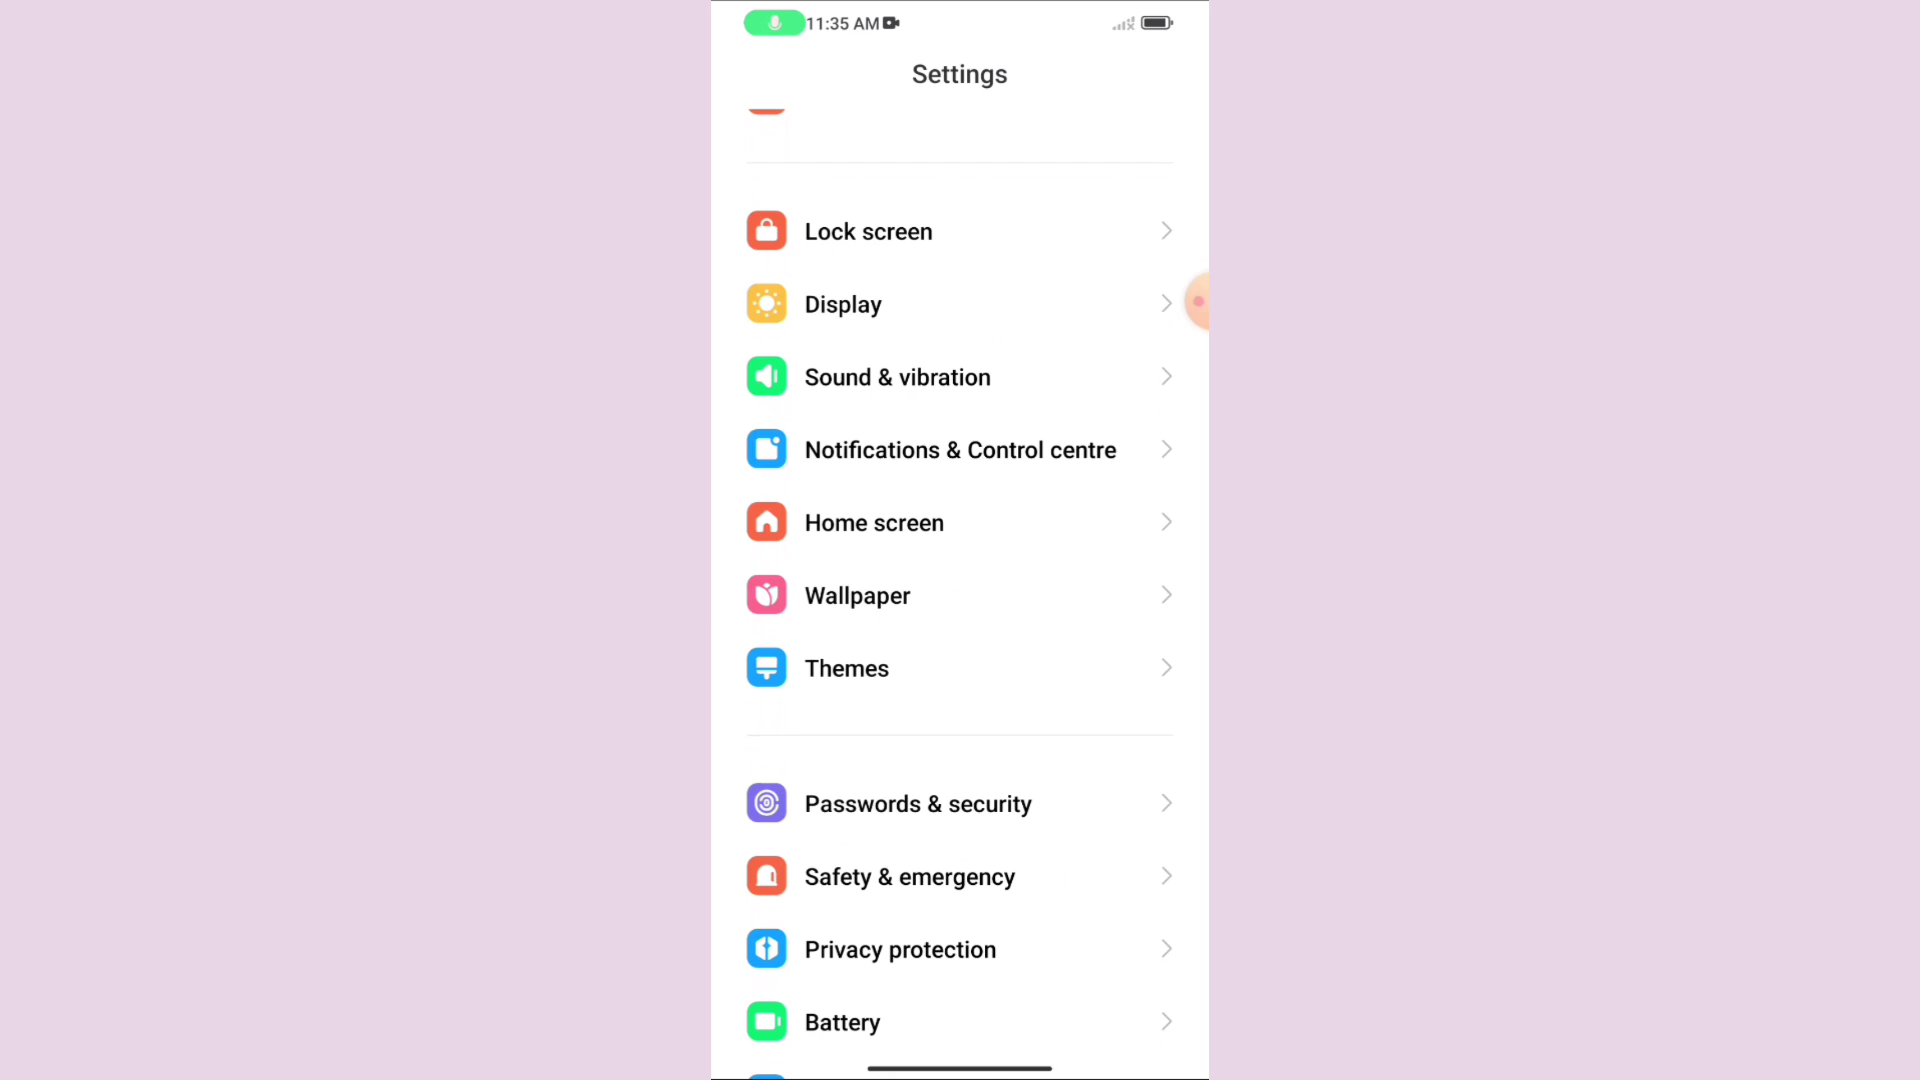 11:35 AM
Settings
Lock screen
Display
Sound & vibration
Notifications & Control centre
Home screen
Wallpaper
Themes
Passwords & security
Safety & emergency
Privacy protection
Battery